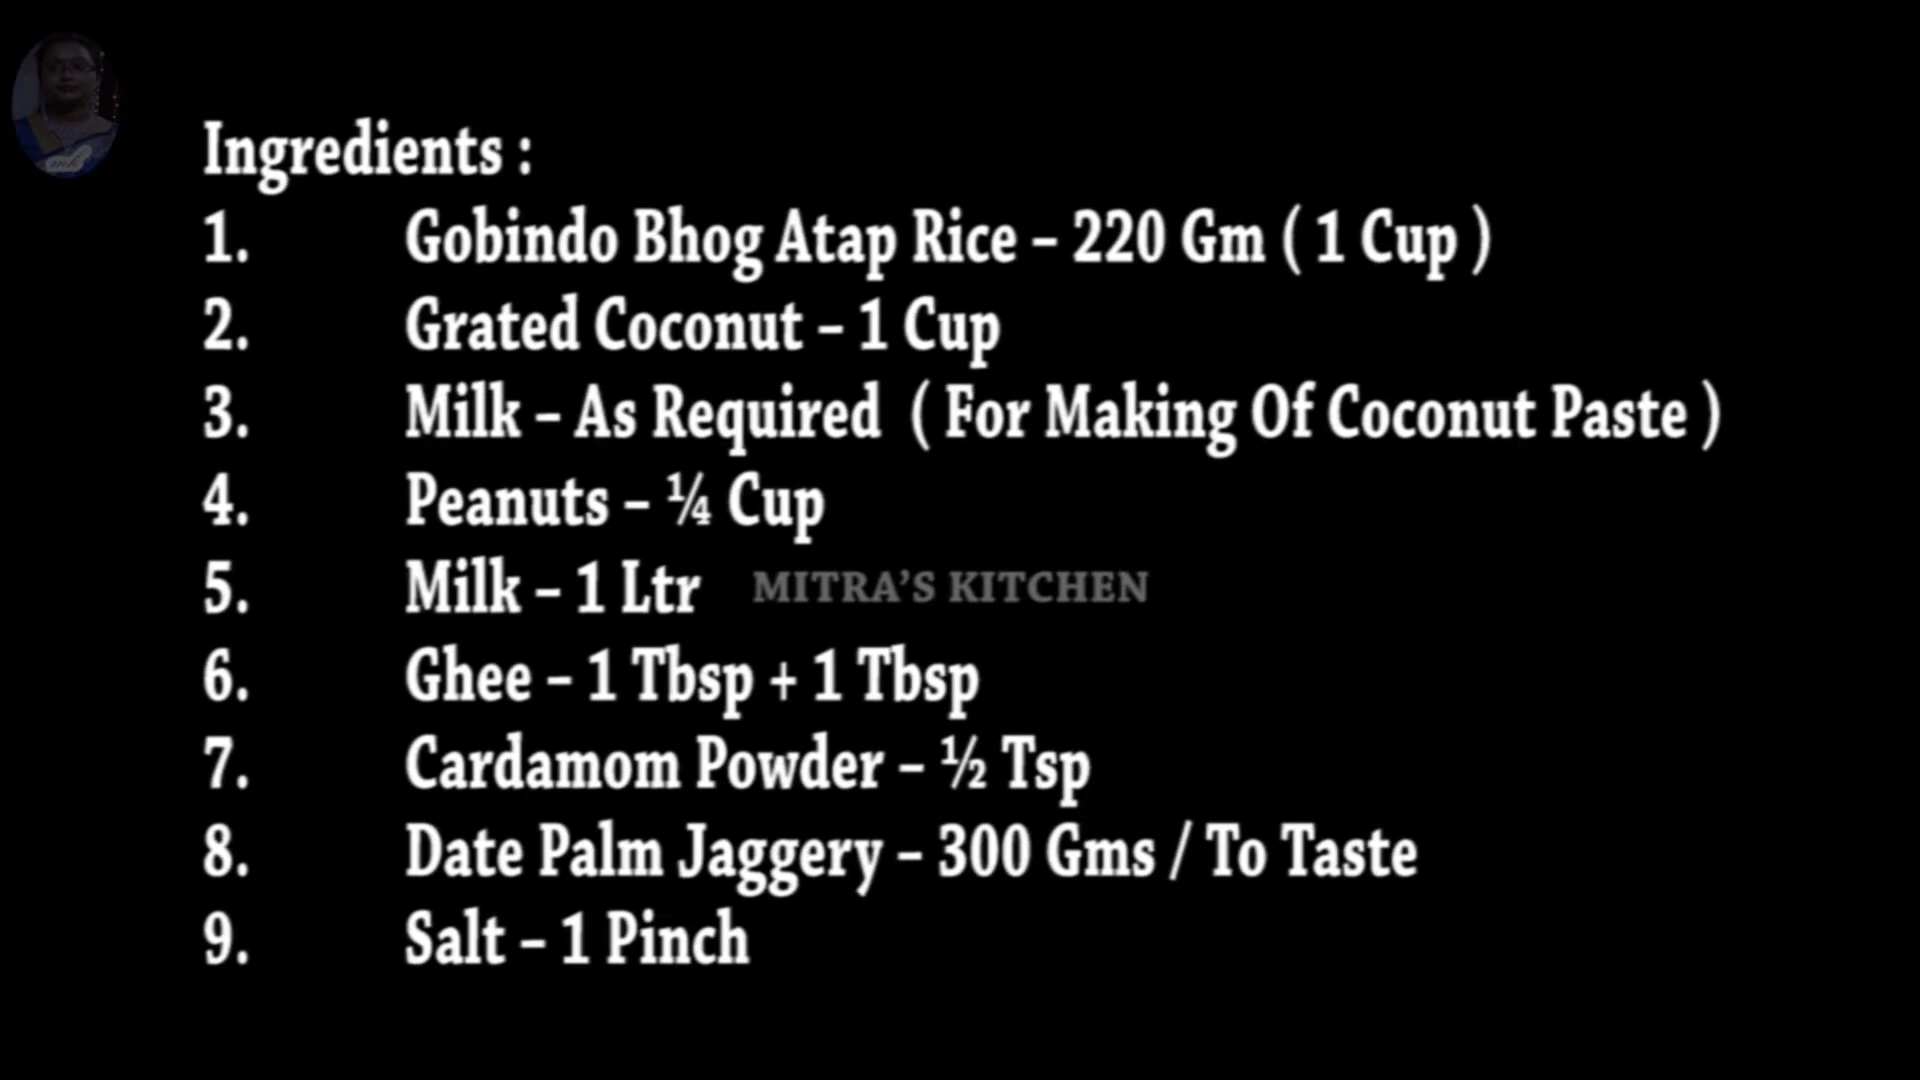 Ingredients :
1. Gobindo Bhog Atap Rice – 220 Gm ( 1 Cup )
2. Grated Coconut – 1 Cup
3. Milk – As Required ( For Making Of Coconut Paste )
4. Peanuts – ¼ Cup
5. Milk – 1 Ltr
MITRA'S KITCHEN
6. Ghee – 1 Tbsp + 1 Tbsp
7. Cardamom Powder – ½ Tsp
8. Date Palm Jaggery – 300 Gms / To Taste
9. Salt – 1 Pinch